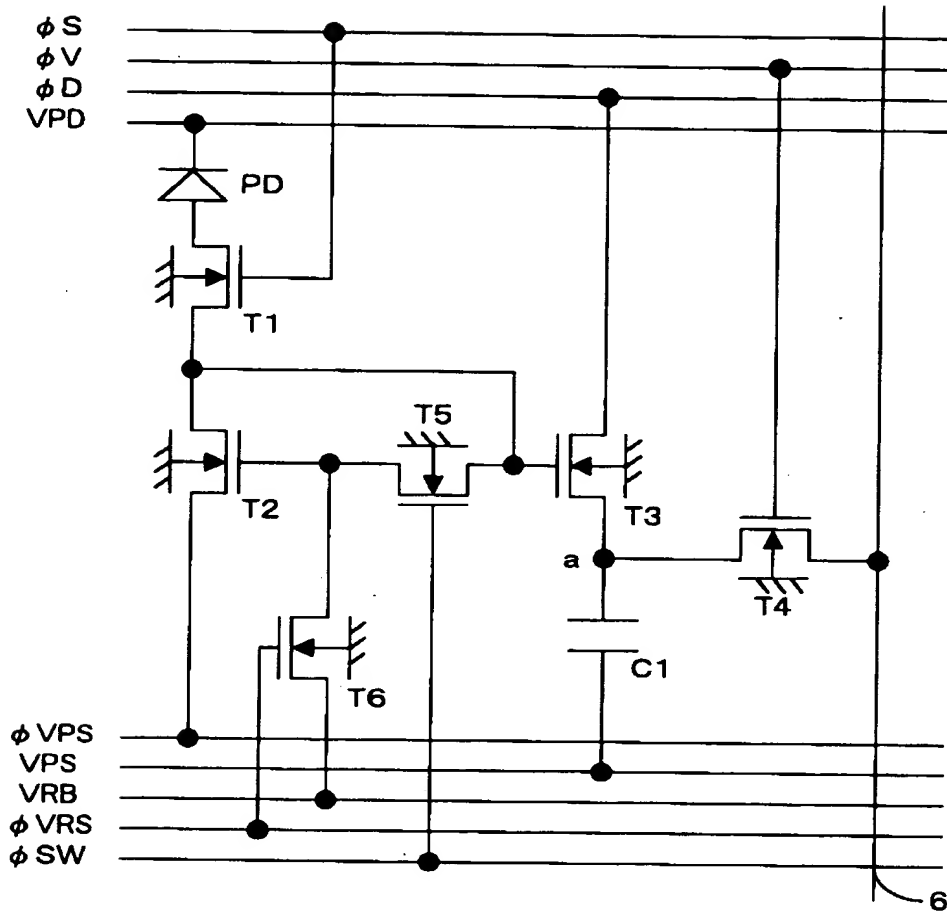 φS
φV
φD
VPD
PD
T1
T5
T2
T3
a
T4
T6
C1
φVPS
VPS
VRB
φVRS
φSW
6